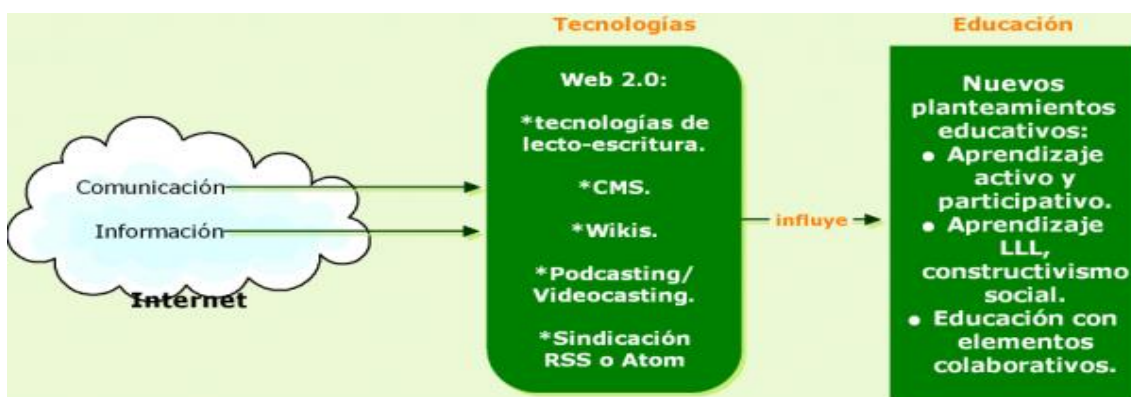 Tecnologías
Educación
Comunicación
Información
Internet
Web 2.0:
*tecnologías de
lecto-escritura.
*CMS.
*Wikis.
*Podcasting/
Videocasting.
*Sindicación
RSS o Atom
influye
Nuevos
planteamientos
educativos:
● Aprendizaje
activo y
participativo.
● Aprendizaje
LLL,
constructivismo
social.
● Educación con
elementos
colaborativos.